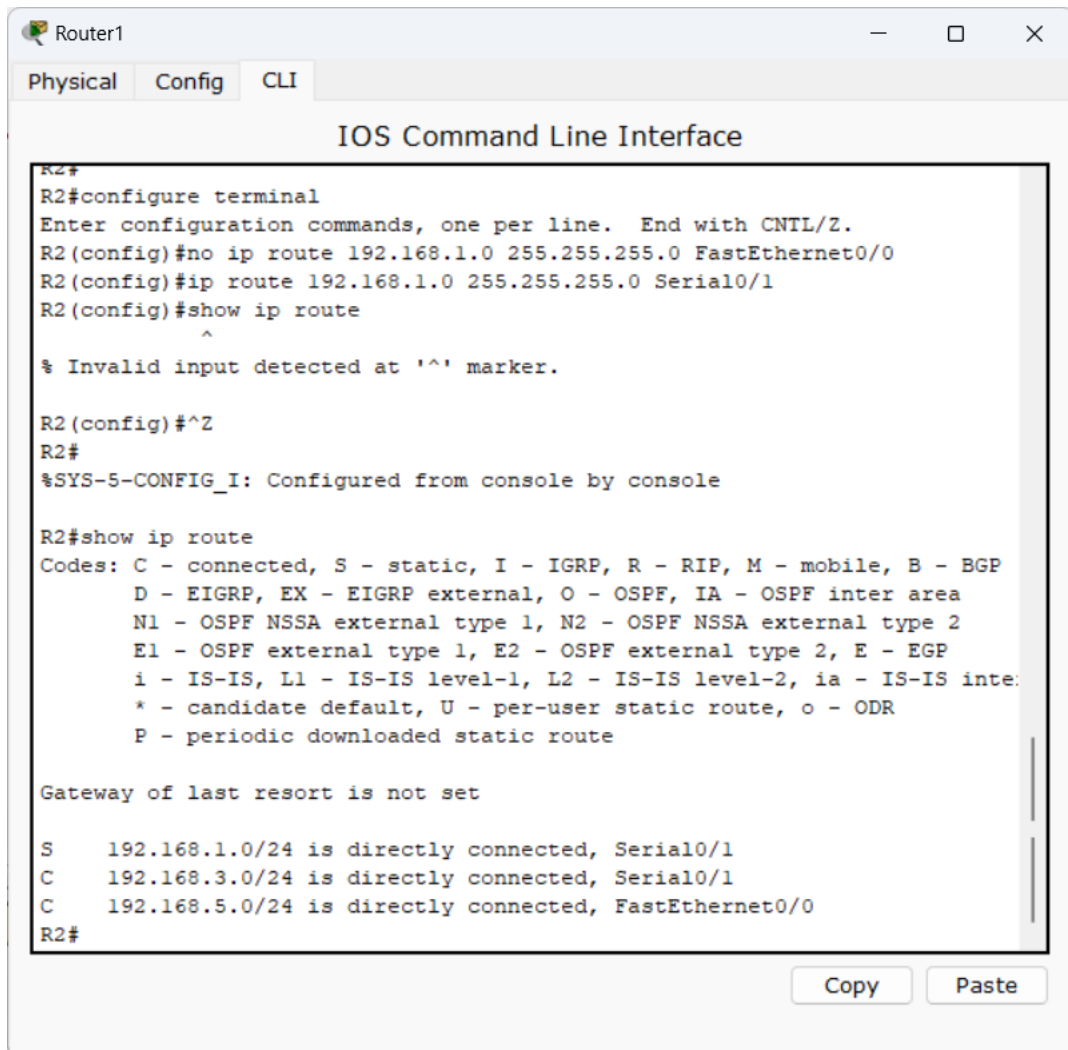 Router1
Physical Config CLI
IOS Command Line Interface
R2#
R2#configure terminal
Enter configuration commands, one per line.  End with CNTL/Z.
R2(config)#no ip route 192.168.1.0 255.255.255.0 FastEthernet0/0
R2(config)#ip route 192.168.1.0 255.255.255.0 Serial0/1
R2(config)#show ip route
^
% Invalid input detected at '^' marker.
R2(config)#^Z
R2#
%SYS-5-CONFIG_I: Configured from console by console
R2#show ip route
Codes: C - connected, S - static, I - IGRP, R - RIP, M - mobile, B - BGP
D - EIGRP, EX - EIGRP external, O - OSPF, IA - OSPF inter area
N1 - OSPF NSSA external type 1, N2 - OSPF NSSA external type 2
E1 - OSPF external type 1, E2 - OSPF external type 2, E - EGP
i - IS-IS, L1 - IS-IS level-1, L2 - IS-IS level-2, ia - IS-IS inte
* - candidate default, U - per-user static route, o - ODR
P - periodic downloaded static route
Gateway of last resort is not set
S    192.168.1.0/24 is directly connected, Serial0/1
C    192.168.3.0/24 is directly connected, Serial0/1
C    192.168.5.0/24 is directly connected, FastEthernet0/0
R2#
Copy Paste